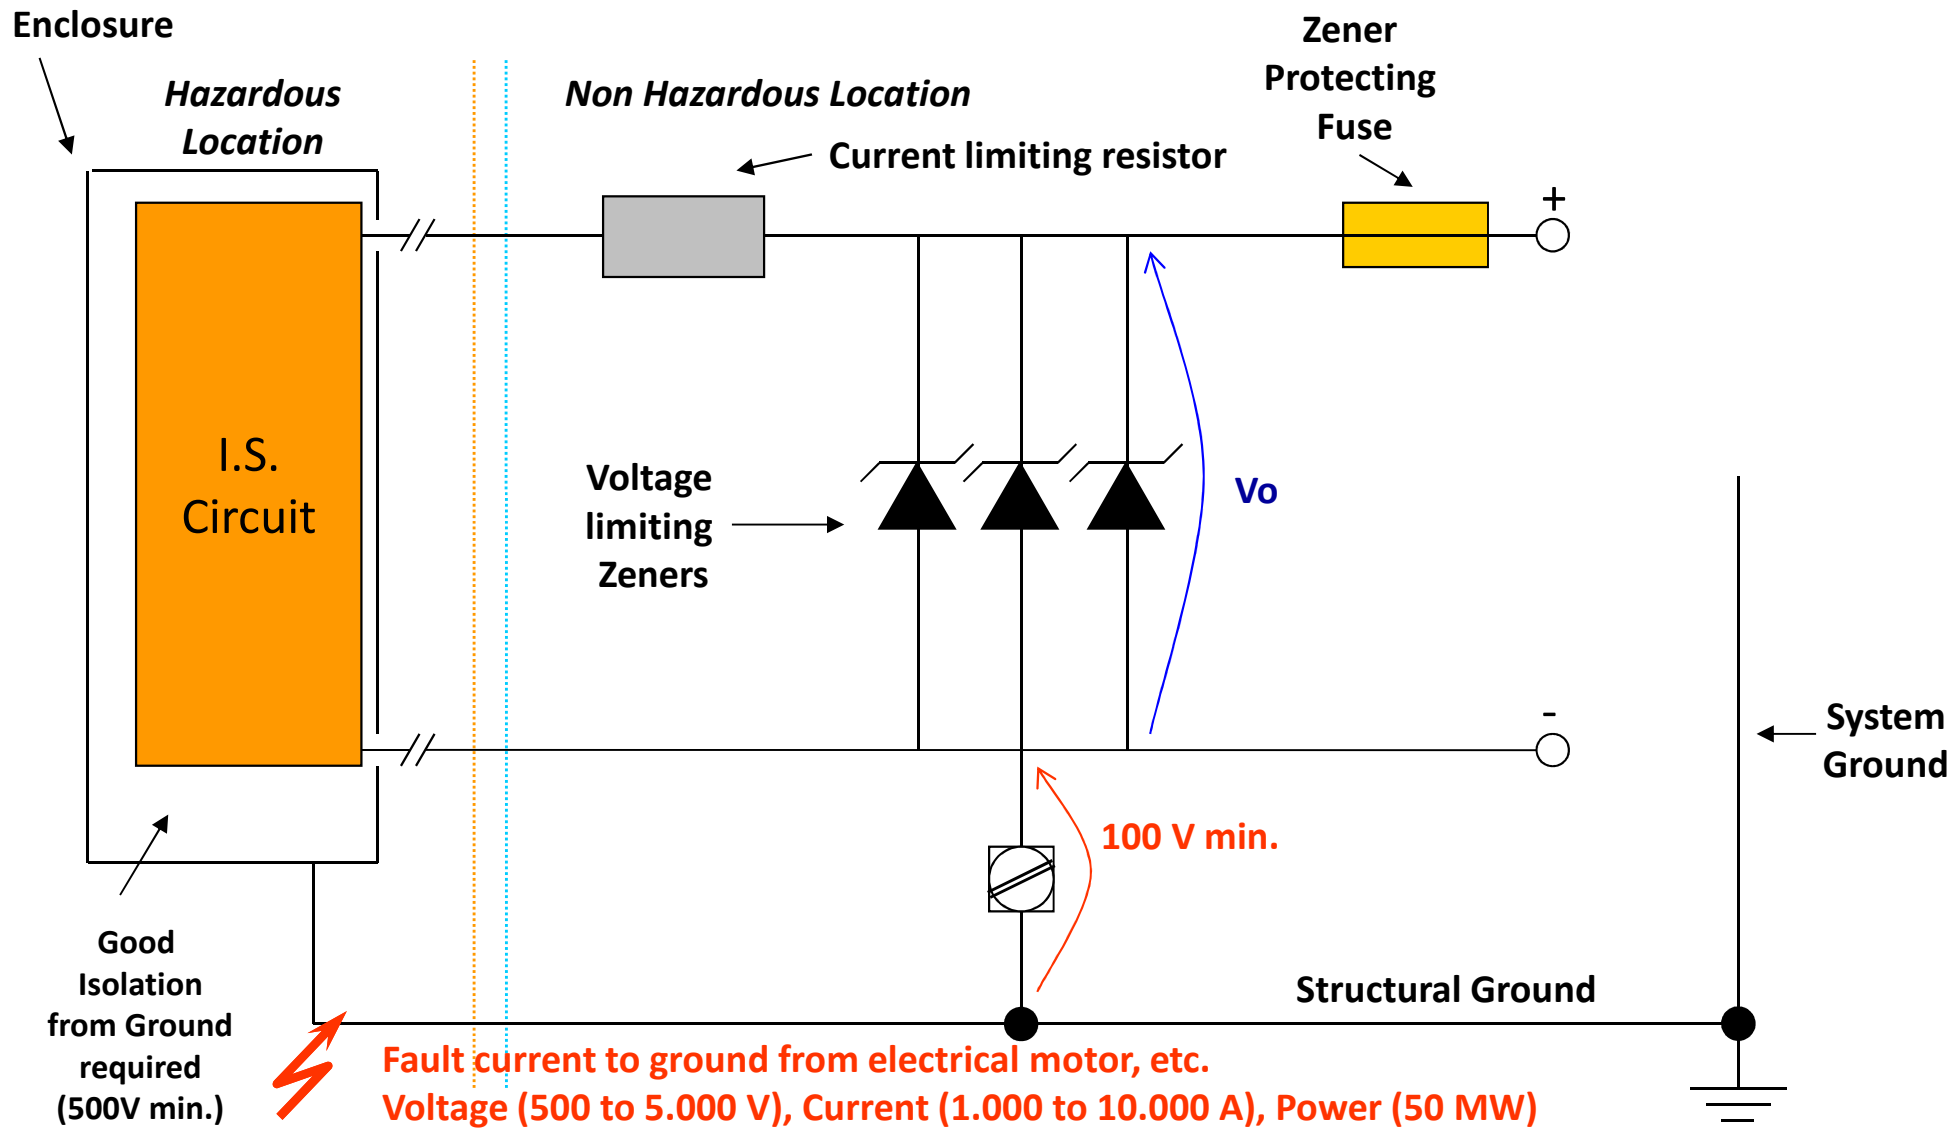 Enclosure
Hazardous
Location
Non Hazardous Location
Zener
Protecting
Fuse
Current limiting resistor
+
I.S.
Circuit
Voltage
limiting
Zeners
Vo
-
System
Ground
100 V min.
Good
Isolation
from Ground
required
(500V min.)
Structural Ground
Fault current to ground from electrical motor, etc.
Voltage (500 to 5.000 V), Current (1.000 to 10.000 A), Power (50 MW)